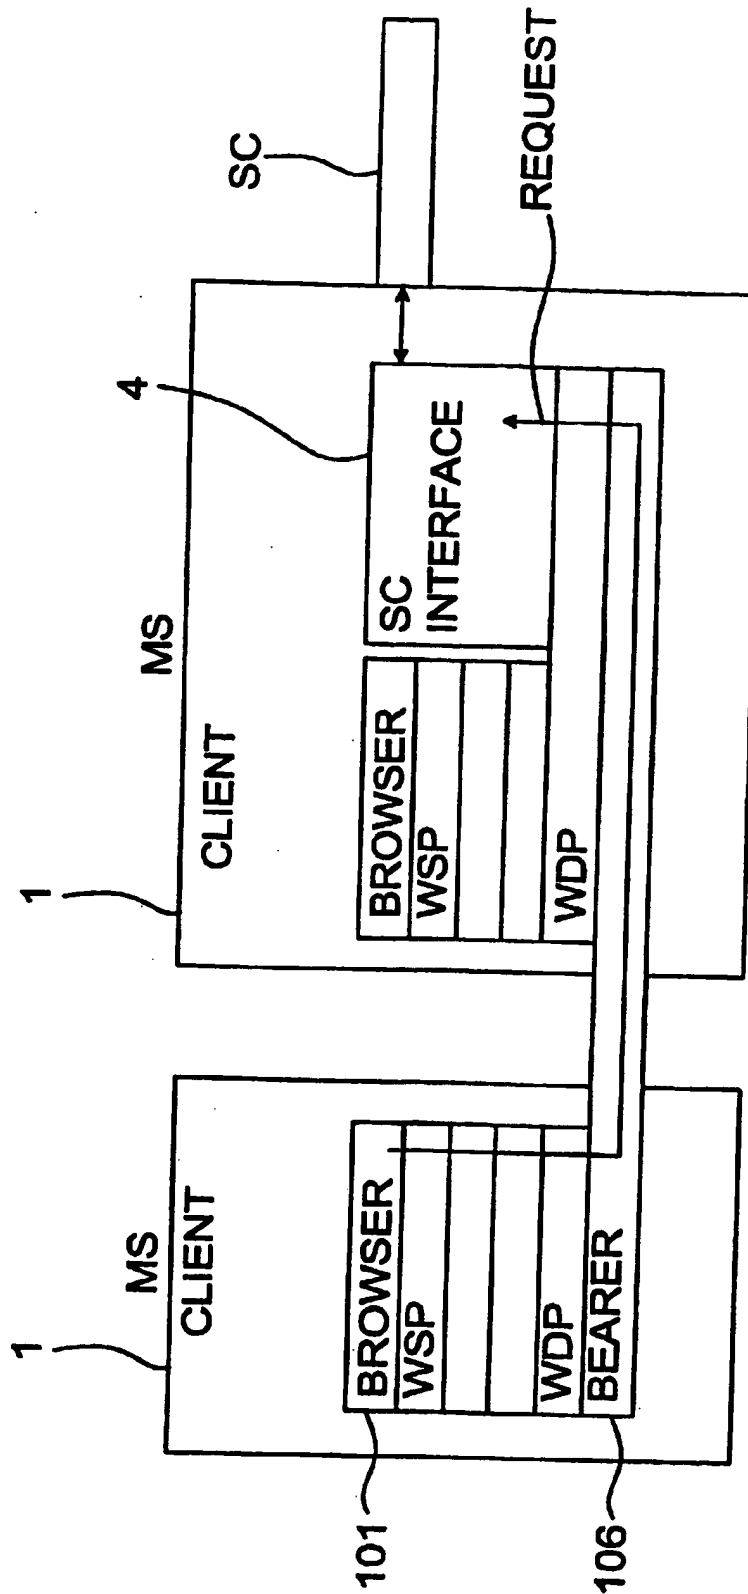 1
MS
CLIENT
BROWSER
WSP
WDP
BEARER
101
106
1
MS
CLIENT
BROWSER
WSP
WDP
4
SC
INTERFACE
SC
REQUEST